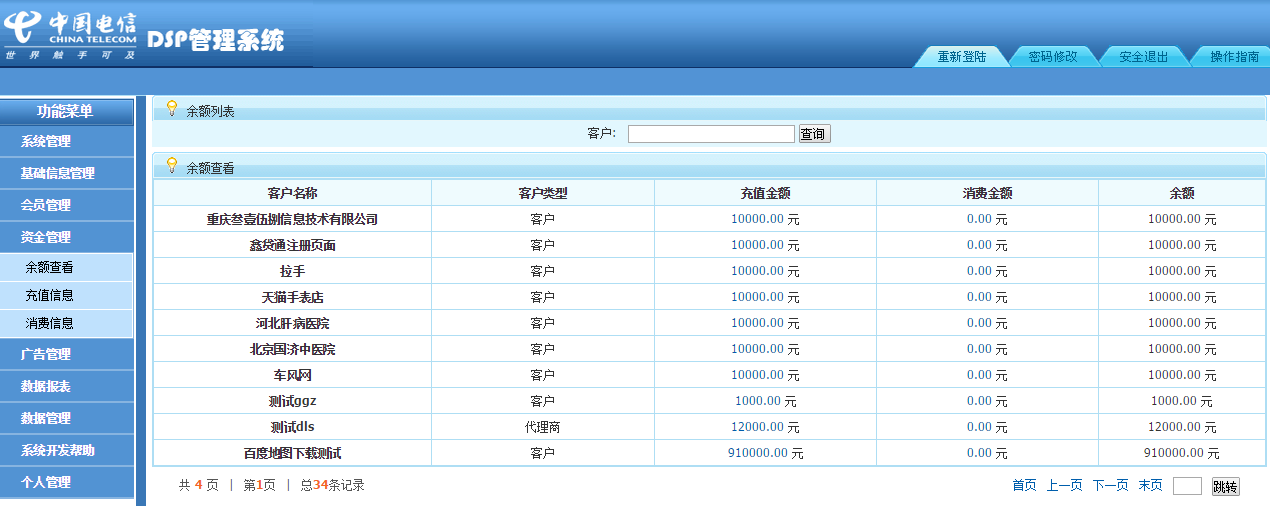 中国电信
CHINA TELECOM
世界触手可及
DSP管理系统
重新登陆 密码修改 安全退出 操作指南
功能菜单
系统管理
基础信息管理
会员管理
资金管理
余额查看
充值信息
消费信息
广告管理
数据报表
数据管理
系统开发帮助
个人管理
余额列表
客户: 查询
余额查看
客户名称 客户类型 充值金额 消费金额 余额
重庆叁壹伍捌信息技术有限公司 客户 10000.00 元 0.00 元 10000.00 元
鑫贷通注册页面 客户 10000.00 元 0.00 元 10000.00 元
拉手 客户 10000.00 元 0.00 元 10000.00 元
天猫手表店 客户 10000.00 元 0.00 元 10000.00 元
河北肝病医院 客户 10000.00 元 0.00 元 10000.00 元
北京国济中医院 客户 10000.00 元 0.00 元 10000.00 元
车风网 客户 10000.00 元 0.00 元 10000.00 元
测试ggz 客户 1000.00 元 0.00 元 1000.00 元
测试dls 代理商 12000.00 元 0.00 元 12000.00 元
百度地图下载测试 客户 910000.00 元 0.00 元 910000.00 元
共 4 页 | 第1页 | 总34条记录 首页 上一页 下一页 末页 跳转